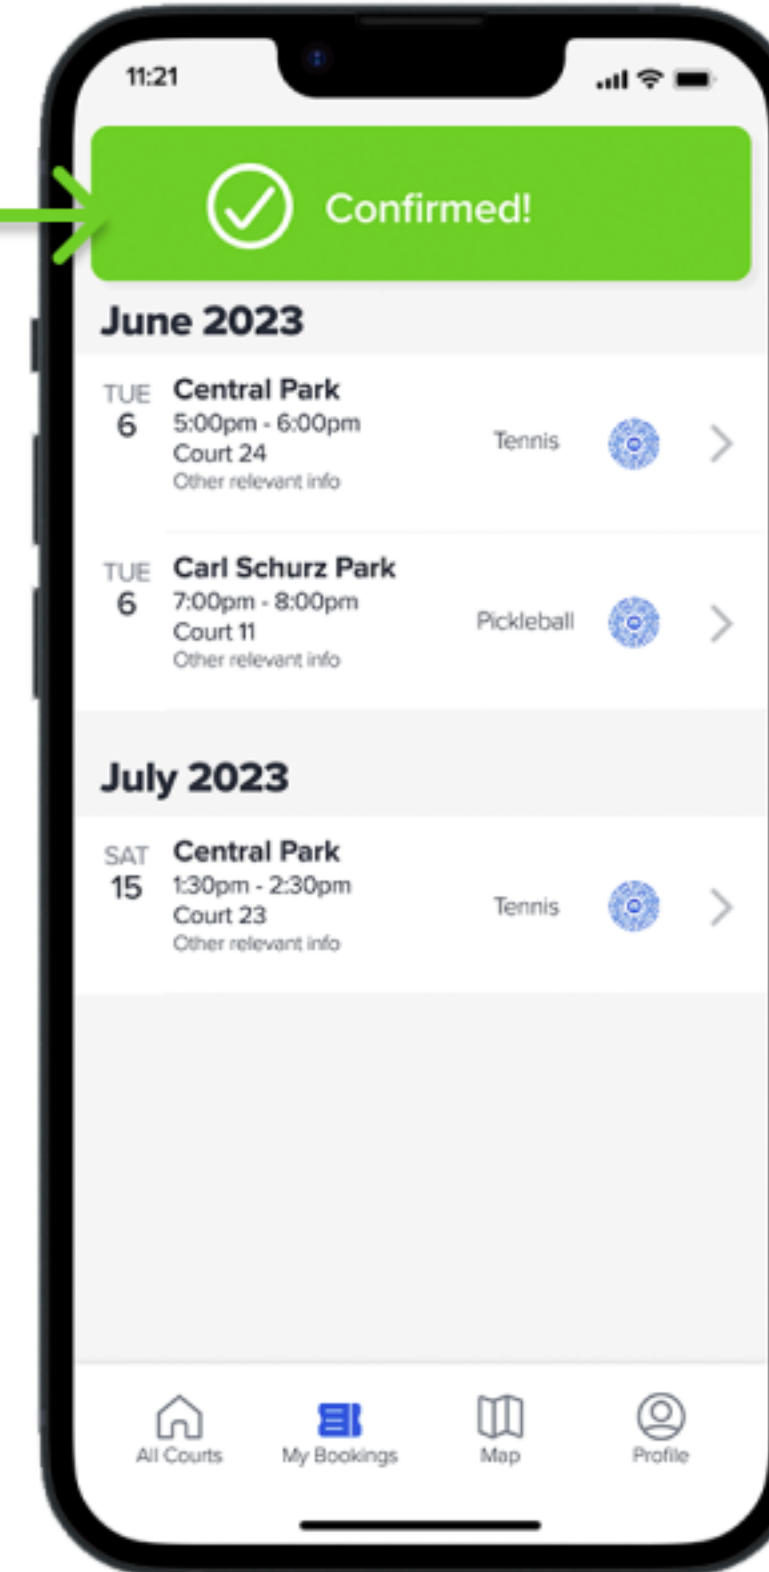 11:21
Confirmed!
June 2023
TUE
6
Central Park
5:00pm - 6:00pm
Court 24
Other relevant info
Tennis
TUE
6
Carl Schurz Park
7:00pm - 8:00pm
Court 11
Other relevant info
Pickleball
July 2023
SAT
15
Central Park
1:30pm - 2:30pm
Court 23
Other relevant info
Tennis
All Courts
My Bookings
Map
Profile